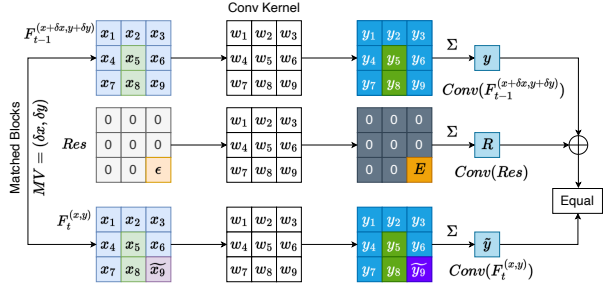 Conv Kernel
F_{t-1}^{(x+δx,y+δy)}
x₁ x₂ x₃
x₄ x₅ x₆
x₇ x₈ x₉
w₁ w₂ w₃
w₄ w₅ w₆
w₇ w₈ w₉
y₁ y₂ y₃
y₄ y₅ y₆
y₇ y₈ y₉
Σ
y
Conv(F_{t-1}^{(x+δx,y+δy)})
Matched Blocks
MV = (δx, δy)
Res
0 0 0
0 0 0
0 0 ϵ
w₁ w₂ w₃
w₄ w₅ w₆
w₇ w₈ w₉
0 0 0
0 0 0
0 0 E
Σ
R
Conv(Res)
Equal
F_t^{(x,y)}
x₁ x₂ x₃
x₄ x₅ x₆
x₇ x₈ x̃₉
w₁ w₂ w₃
w₄ w₅ w₆
w₇ w₈ w₉
y₁ y₂ y₃
y₄ y₅ y₆
y₇ y₈ ỹ₉
Σ
ỹ
Conv(F_t^{(x,y)})